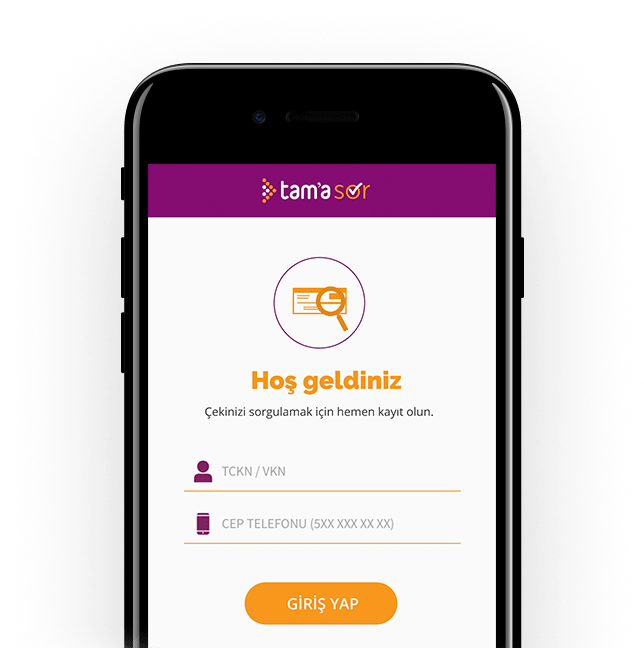 tam'a sor
Hoş geldiniz
Çekinizi sorgulamak için hemen kayıt olun.
TCKN / VKN
CEP TELEFONU (5XX XXX XX XX)
GİRİŞ YAP